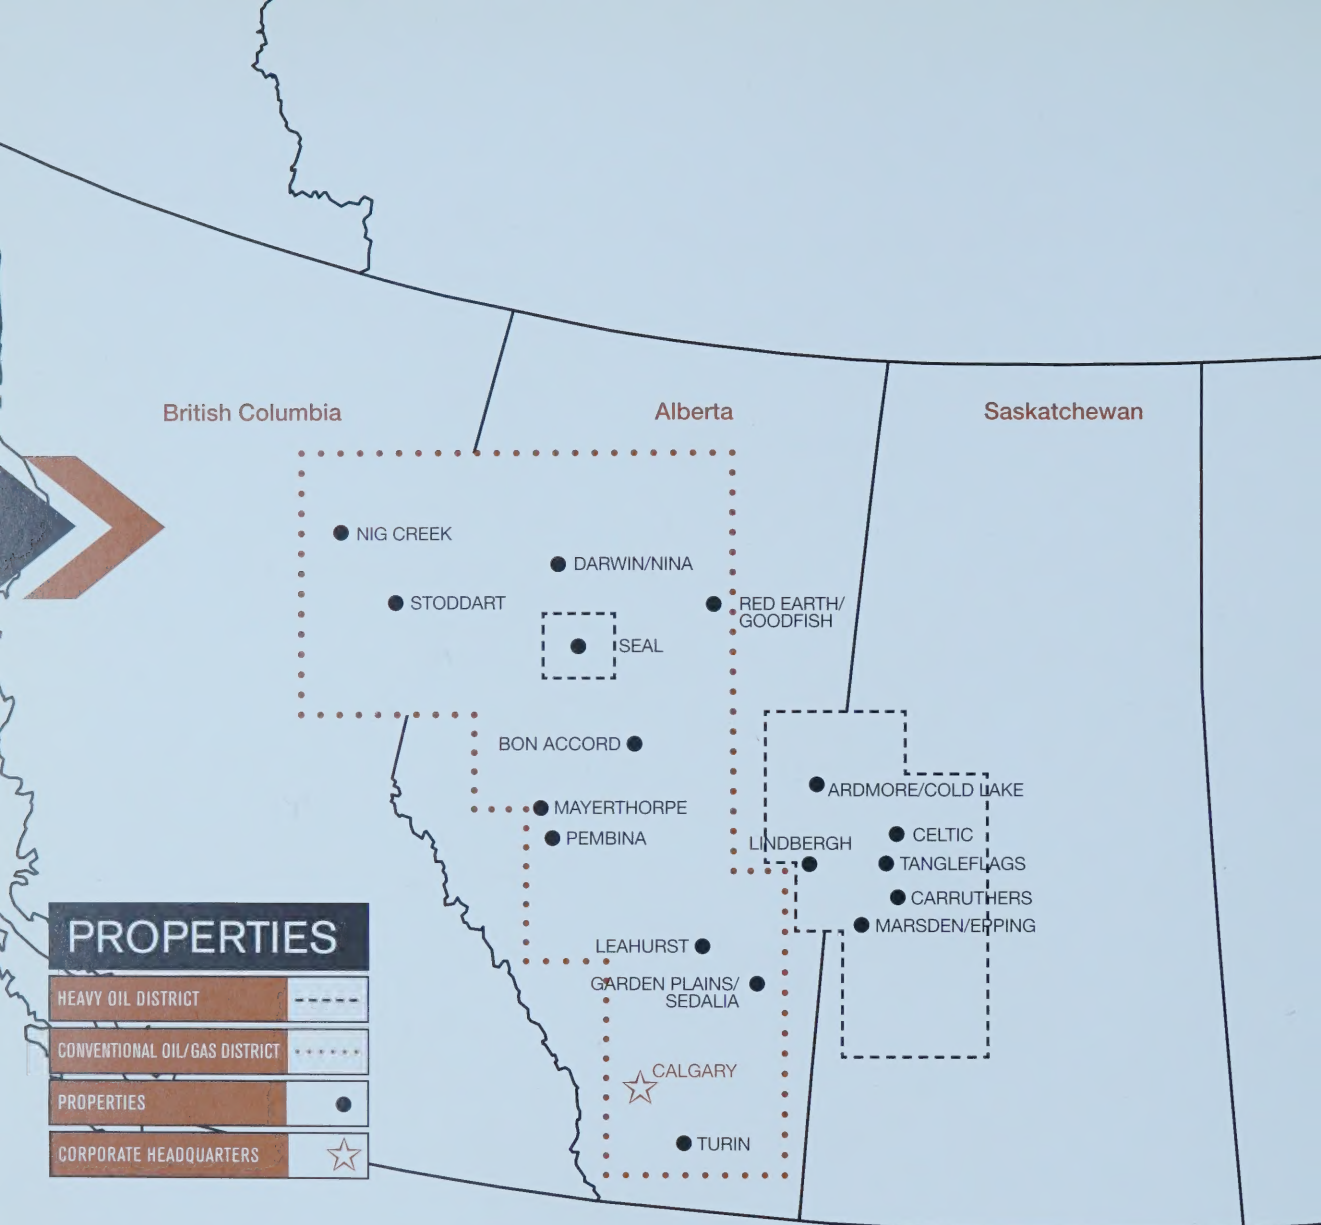 British Columbia
Alberta
Saskatchewan
NIG CREEK
DARWIN/NINA
STODDART
RED EARTH/
GOODFISH
SEAL
BON ACCORD
ARDMORE/COLD LAKE
MAYERTHORPE
CELTIC
PEMBINA
LINDBERGH
TANGLEFLAGS
CARRUTHERS
MARSDEN/EPPING
LEAHURST
GARDEN PLAINS/
SEDALIA
CALGARY
TURIN
PROPERTIES
HEAVY OIL DISTRICT
CONVENTIONAL OIL/GAS DISTRICT
PROPERTIES
CORPORATE HEADQUARTERS